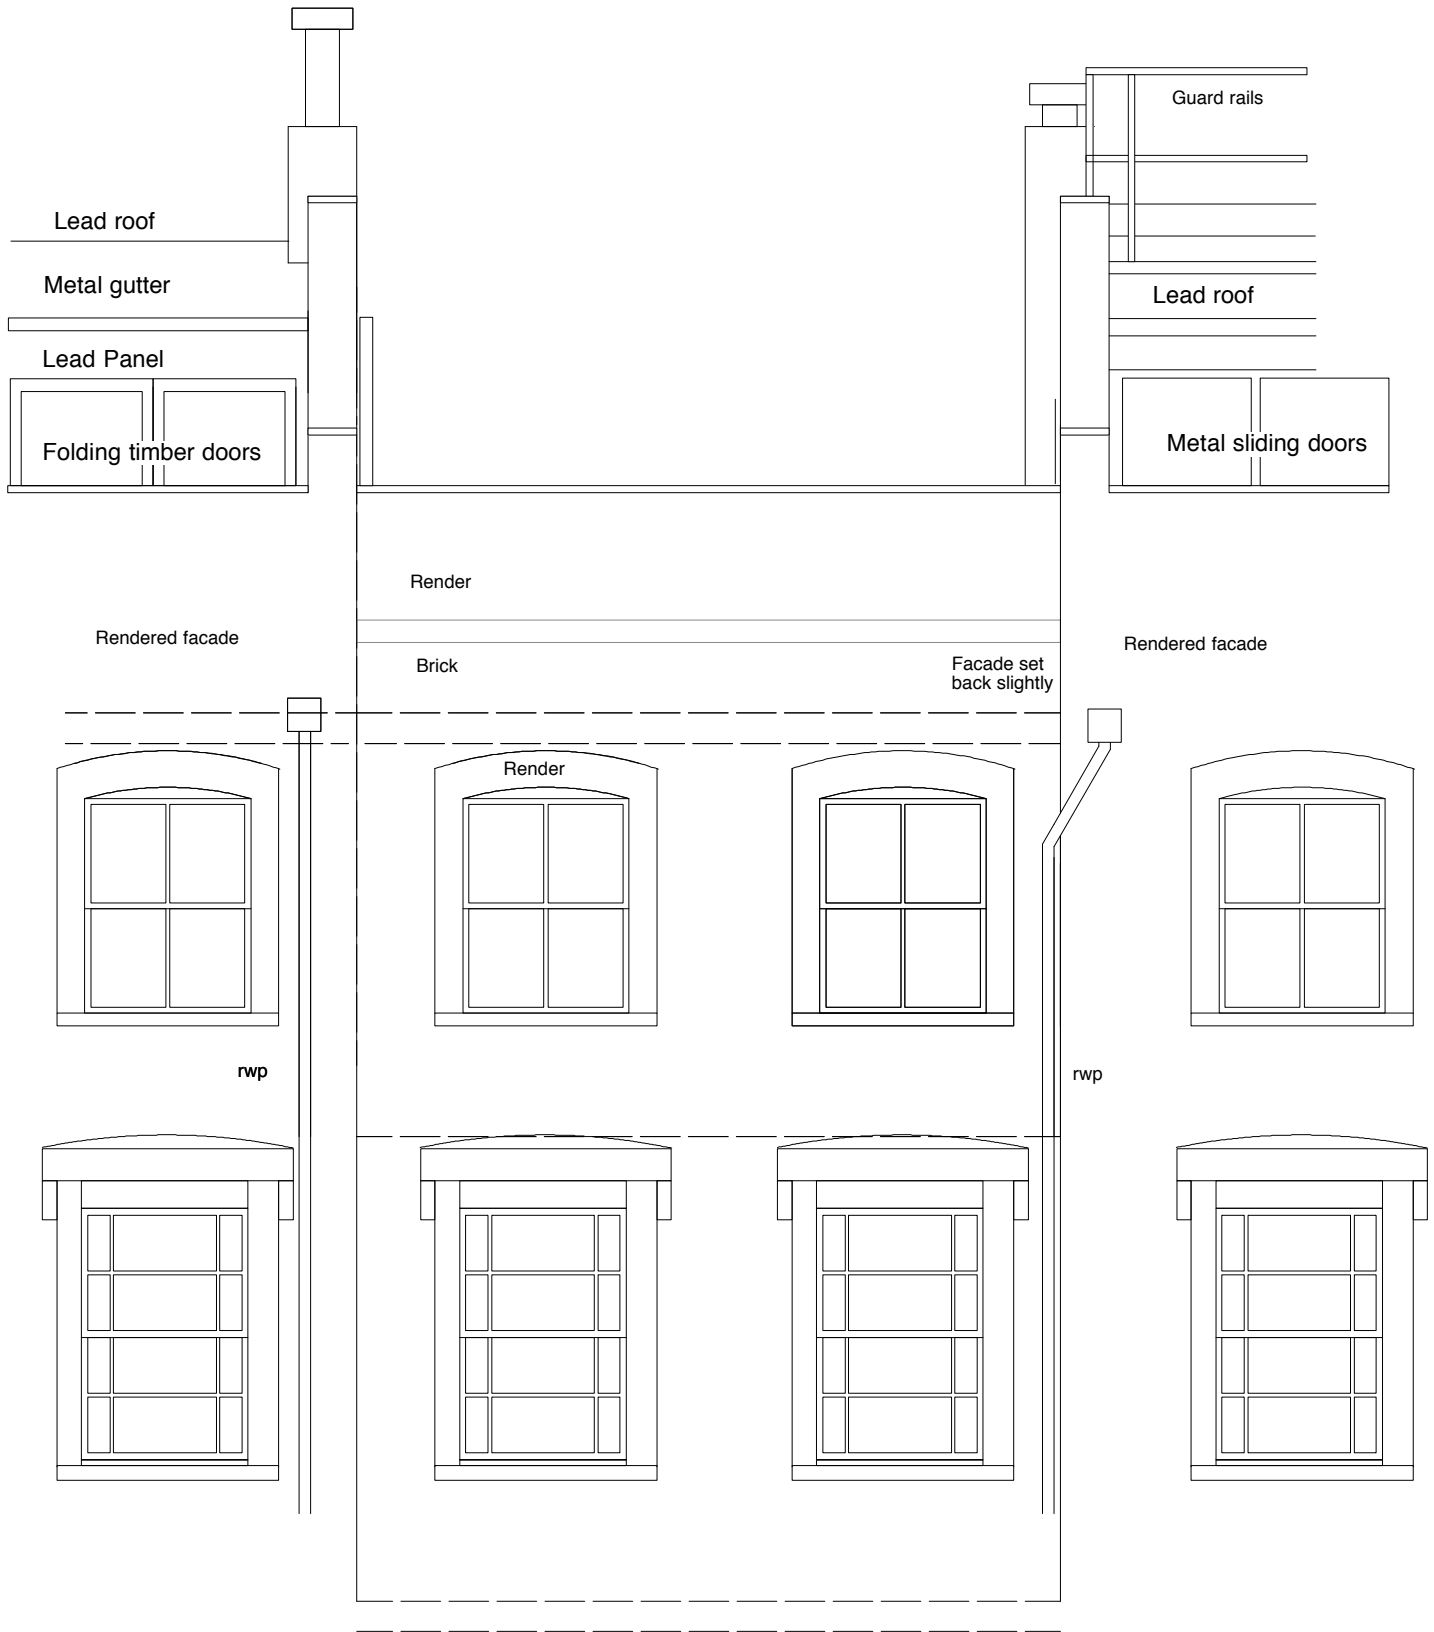 Guard rails
Lead roof
Metal gutter
Lead roof
Lead Panel
Folding timber doors
Metal sliding doors
Render
Rendered facade
Rendered facade
Brick
Facade set
back slightly
Render
rwp
rwp